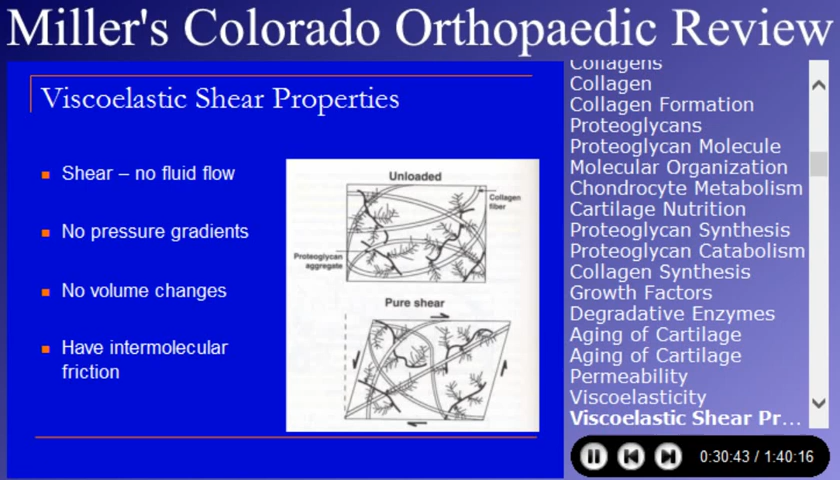 Miller's Colorado Orthopaedic Review
Viscoelastic Shear Properties
Shear – no fluid flow
No pressure gradients
No volume changes
Have intermolecular
friction
Unloaded
Collagen
fiber
Proteoglycan
aggregate
Pure shear
Collagens
Collagen
Collagen Formation
Proteoglycans
Proteoglycan Molecule
Molecular Organization
Chondrocyte Metabolism
Cartilage Nutrition
Proteoglycan Synthesis
Proteoglycan Catabolism
Collagen Synthesis
Growth Factors
Degradative Enzymes
Aging of Cartilage
Aging of Cartilage
Permeability
Viscoelasticity
Viscoelastic Shear Pr...
0:30:43 / 1:40:16